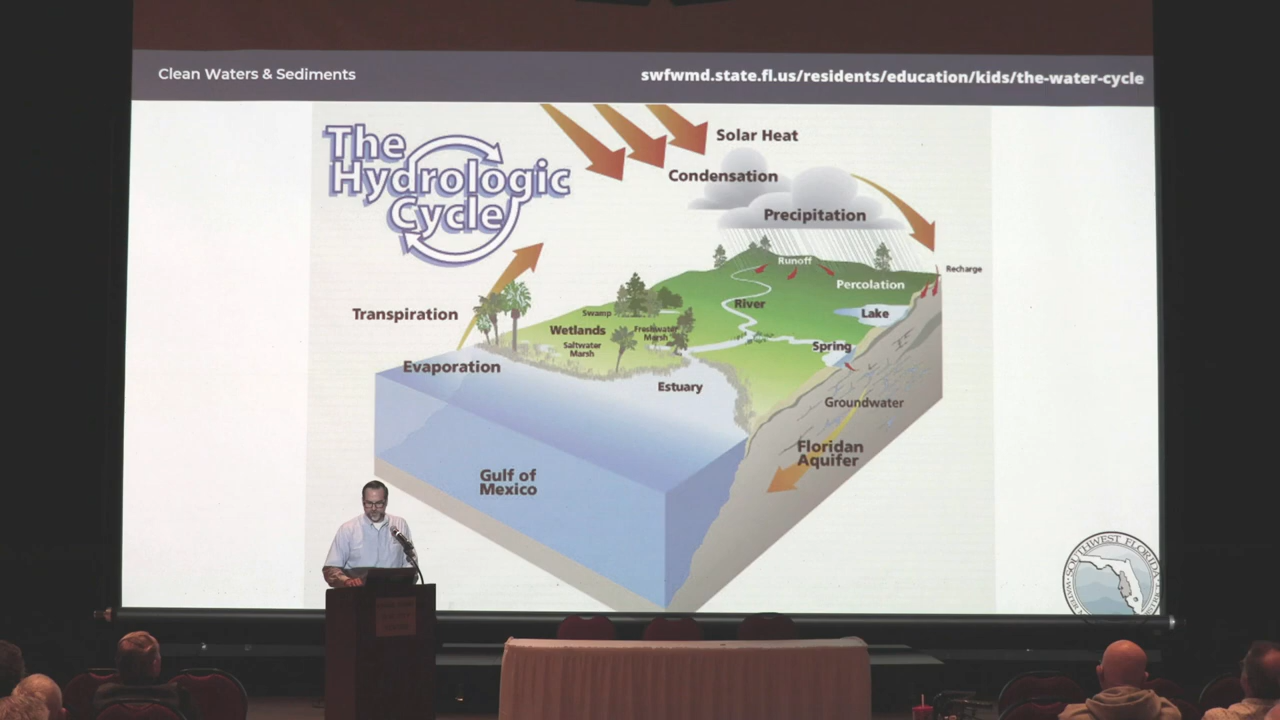 Clean Waters & Sediments
swfwmd.state.fl.us/residents/education/kids/the-water-cycle
The
Hydrologic
Cycle
Solar Heat
Condensation
Precipitation
Runoff
Recharge
Percolation
River
Lake
Transpiration
Swamp
Wetlands
Freshwater
Marsh
Saltwater
Marsh
Spring
Evaporation
Estuary
Groundwater
Floridan
Aquifer
Gulf of
Mexico
SOUTHWEST FLORIDA